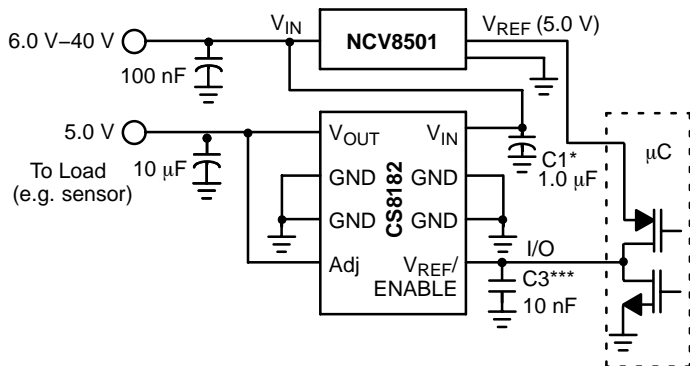 6.0 V–40 V
V_IN
NCV8501
V_REF (5.0 V)
100 nF
5.0 V
To Load
(e.g. sensor)
10 μF
V_OUT
V_IN
GND
GND
GND
GND
Adj
V_REF/
ENABLE
CS8182
C1*
1.0 μF
μC
I/O
C3***
10 nF